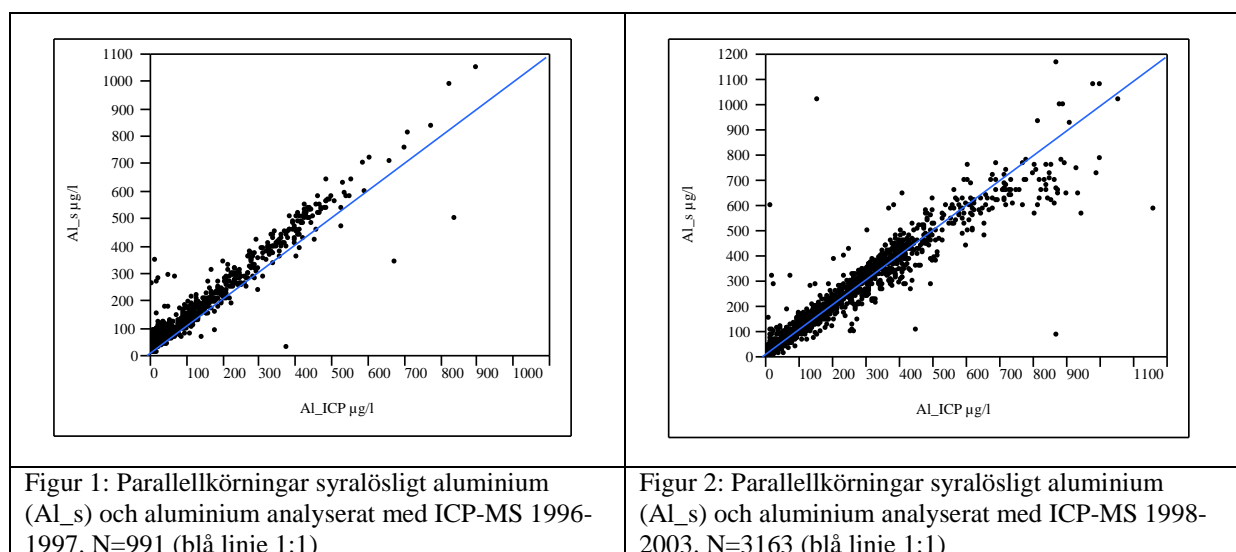 1100
1000
900
800
700
600
500
400
300
200
100
0
Al_s µg/l
0 100 200 300 400 500 600 700 800 900 1000
Al_ICP µg/l
Figur 1: Parallellkörningar syralösligt aluminium
(Al_s) och aluminium analyserat med ICP-MS 1996-
1997. N=991 (blå linje 1:1)
1200
1100
1000
900
800
700
600
500
400
300
200
100
0
Al_s µg/l
0 100 200 300 400 500 600 700 800 900 1100
Al_ICP µg/l
Figur 2: Parallellkörningar syralösligt aluminium
(Al_s) och aluminium analyserat med ICP-MS 1998-
2003. N=3163 (blå linje 1:1)